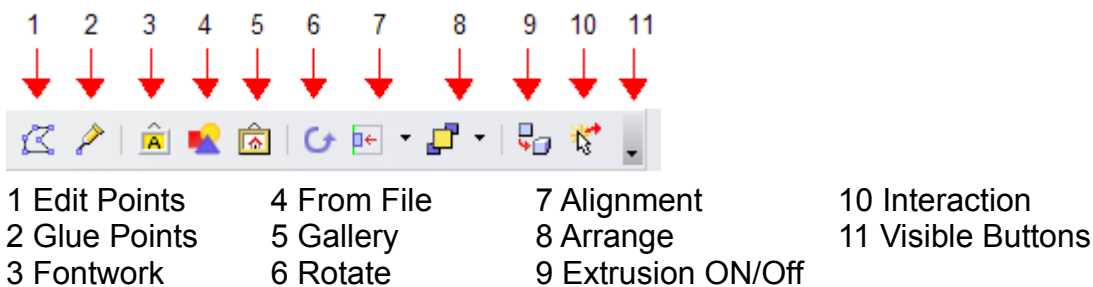 1 2 3 4 5 6 7 8 9 10 11
A
1 Edit Points 4 From File 7 Alignment 10 Interaction
2 Glue Points 5 Gallery 8 Arrange 11 Visible Buttons
3 Fontwork 6 Rotate 9 Extrusion ON/Off